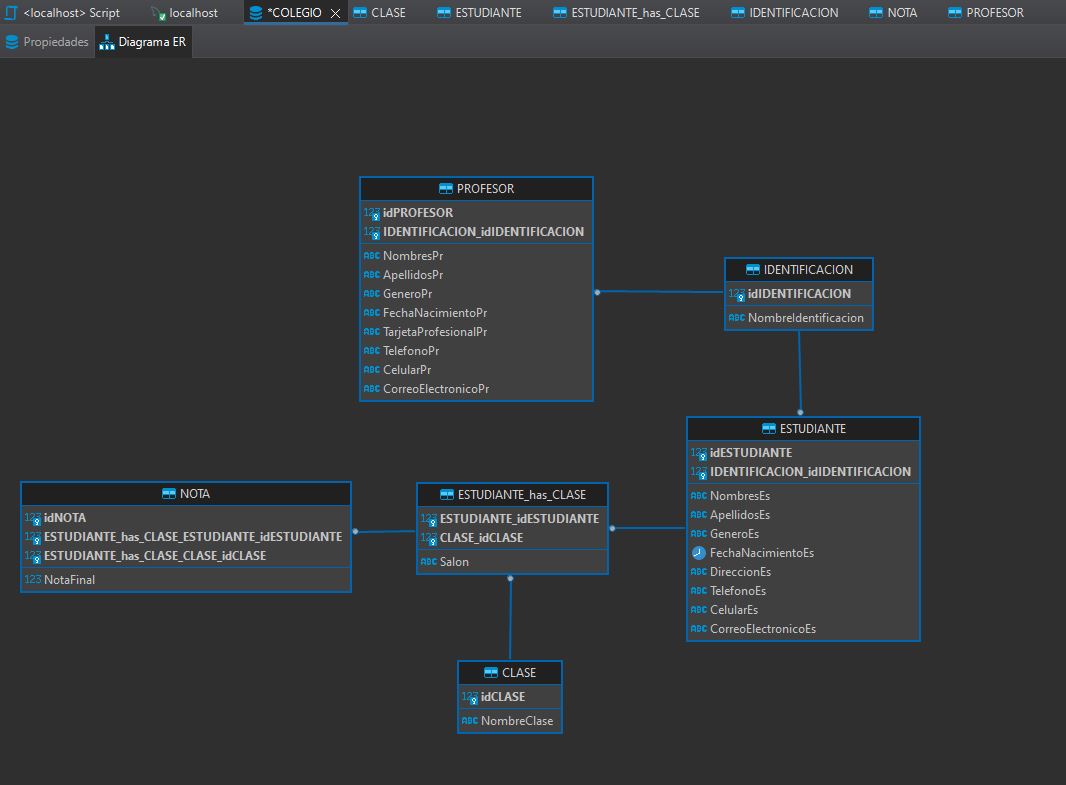 <localhost> Script
localhost
*COLEGIO
CLASE
ESTUDIANTE
ESTUDIANTE_has_CLASE
IDENTIFICACION
NOTA
PROFESOR
Propiedades
Diagrama ER
PROFESOR
123 idPROFESOR
123 IDENTIFICACION_idIDENTIFICACION
ABC NombresPr
ABC ApellidosPr
ABC GeneroPr
ABC FechaNacimientoPr
ABC TarjetaProfesionalPr
ABC TelefonoPr
ABC CelularPr
ABC CorreoElectronicoPr
IDENTIFICACION
123 idIDENTIFICACION
ABC NombreIdentificacion
ESTUDIANTE
123 idESTUDIANTE
123 IDENTIFICACION_idIDENTIFICACION
ABC NombresEs
ABC ApellidosEs
ABC GeneroEs
FechaNacimientoEs
ABC DireccionEs
ABC TelefonoEs
ABC CelularEs
ABC CorreoElectronicoEs
NOTA
123 idNOTA
123 ESTUDIANTE_has_CLASE_ESTUDIANTE_idESTUDIANTE
123 ESTUDIANTE_has_CLASE_CLASE_idCLASE
123 NotaFinal
ESTUDIANTE_has_CLASE
123 ESTUDIANTE_idESTUDIANTE
123 CLASE_idCLASE
ABC Salon
CLASE
123 idCLASE
ABC NombreClase